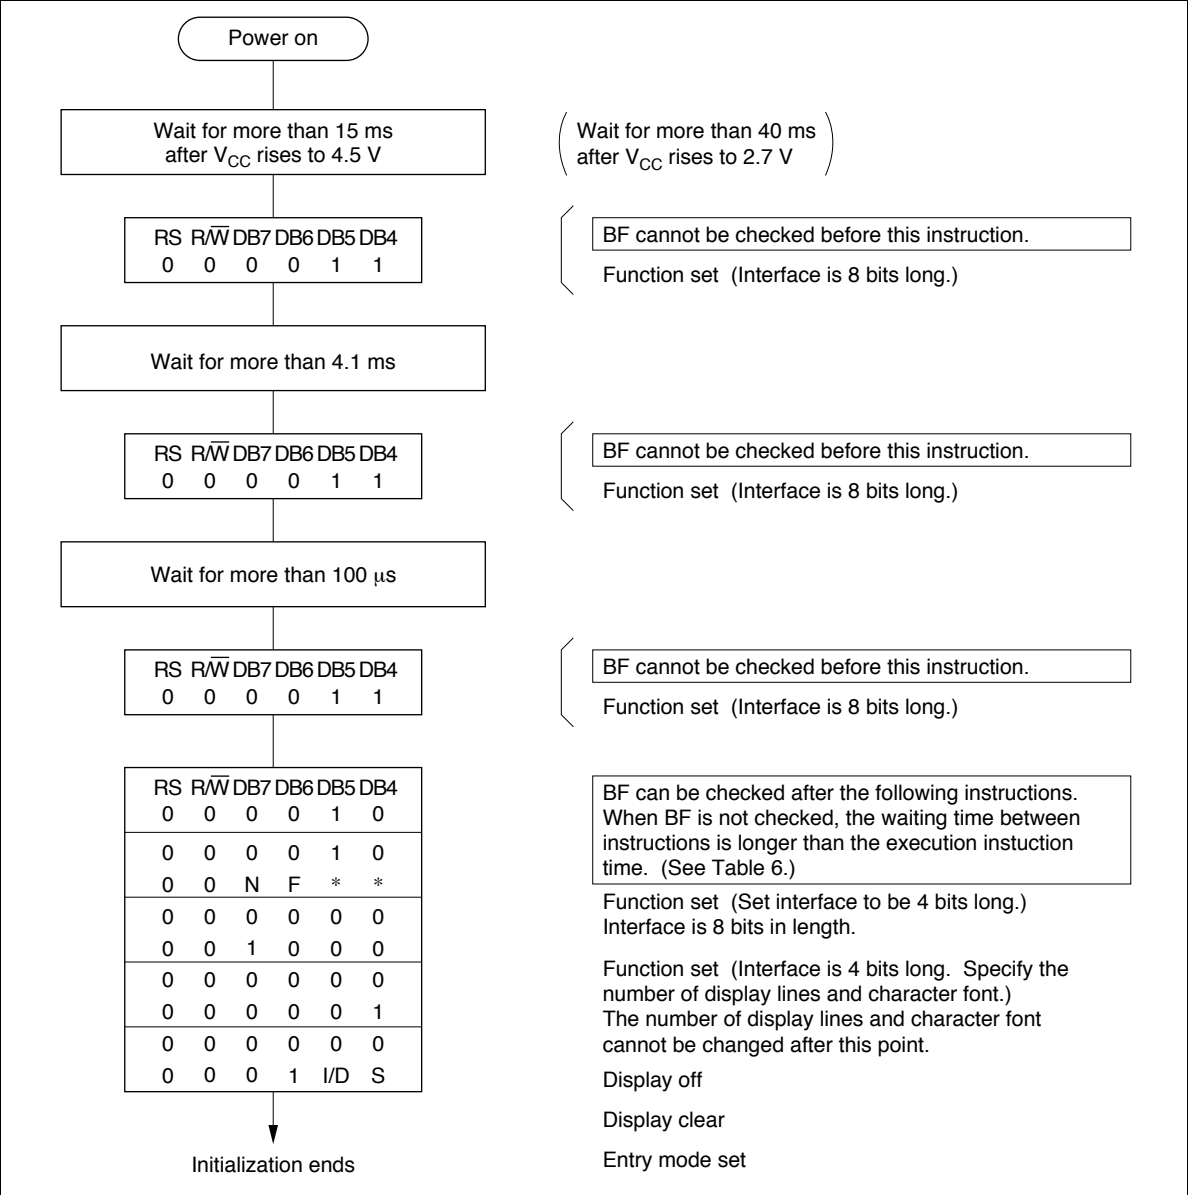 Power on
Wait for more than 15 ms
after VCC rises to 4.5 V
Wait for more than 40 ms
after VCC rises to 2.7 V
RS R/W̅ DB7 DB6 DB5 DB4
0 0 0 0 1 1
BF cannot be checked before this instruction.
Function set (Interface is 8 bits long.)
Wait for more than 4.1 ms
RS R/W̅ DB7 DB6 DB5 DB4
0 0 0 0 1 1
BF cannot be checked before this instruction.
Function set (Interface is 8 bits long.)
Wait for more than 100 μs
RS R/W̅ DB7 DB6 DB5 DB4
0 0 0 0 1 1
BF cannot be checked before this instruction.
Function set (Interface is 8 bits long.)
RS R/W̅ DB7 DB6 DB5 DB4
0 0 0 0 1 0
0 0 0 0 1 0
0 0 N F * *
0 0 0 0 0 0
0 0 1 0 0 0
0 0 0 0 0 0
0 0 0 0 0 1
0 0 0 0 0 0
0 0 0 1 I/D S
BF can be checked after the following instructions.
When BF is not checked, the waiting time between
instructions is longer than the execution instuction
time. (See Table 6.)
Function set (Set interface to be 4 bits long.)
Interface is 8 bits in length.
Function set (Interface is 4 bits long. Specify the
number of display lines and character font.)
The number of display lines and character font
cannot be changed after this point.
Display off
Display clear
Entry mode set
Initialization ends